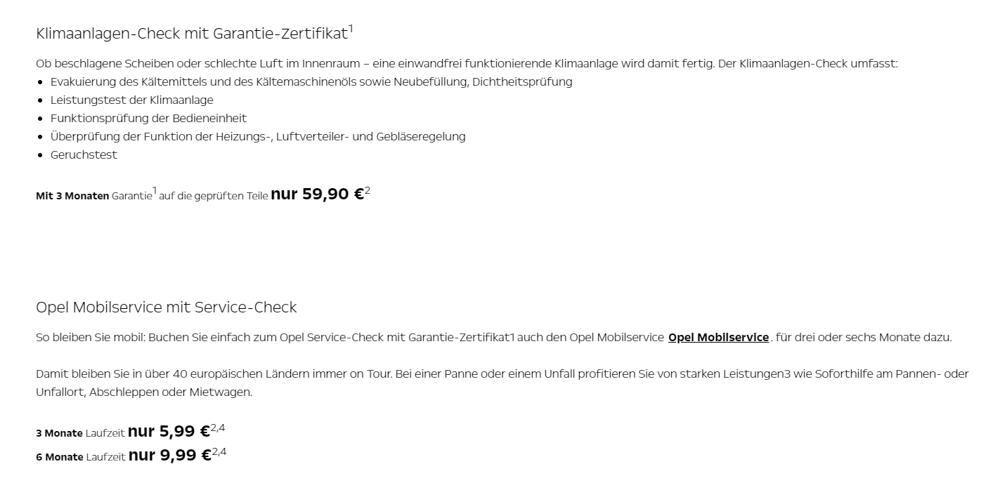 Klimaanlagen-Check mit Garantie-Zertifikat1
Ob beschlagene Scheiben oder schlechte Luft im Innenraum – eine einwandfrei funktionierende Klimaanlage wird damit fertig. Der Klimaanlagen-Check umfasst:
• Evakuierung des Kältemittels und des Kältemaschinenöls sowie Neubefüllung, Dichtheitsprüfung
• Leistungstest der Klimaanlage
• Funktionsprüfung der Bedieneinheit
• Überprüfung der Funktion der Heizungs-, Luftverteiler- und Gebläseregelung
• Geruchstest
Mit 3 Monaten Garantie1 auf die geprüften Teile nur 59,90 €2
Opel Mobilservice mit Service-Check
So bleiben Sie mobil: Buchen Sie einfach zum Opel Service-Check mit Garantie-Zertifikat1 auch den Opel Mobilservice Opel Mobilservice. für drei oder sechs Monate dazu.
Damit bleiben Sie in über 40 europäischen Ländern immer on Tour. Bei einer Panne oder einem Unfall profitieren Sie von starken Leistungen3 wie Soforthilfe am Pannen- oder
Unfallort, Abschleppen oder Mietwagen.
3 Monate Laufzeit nur 5,99 €2,4
6 Monate Laufzeit nur 9,99 €2,4